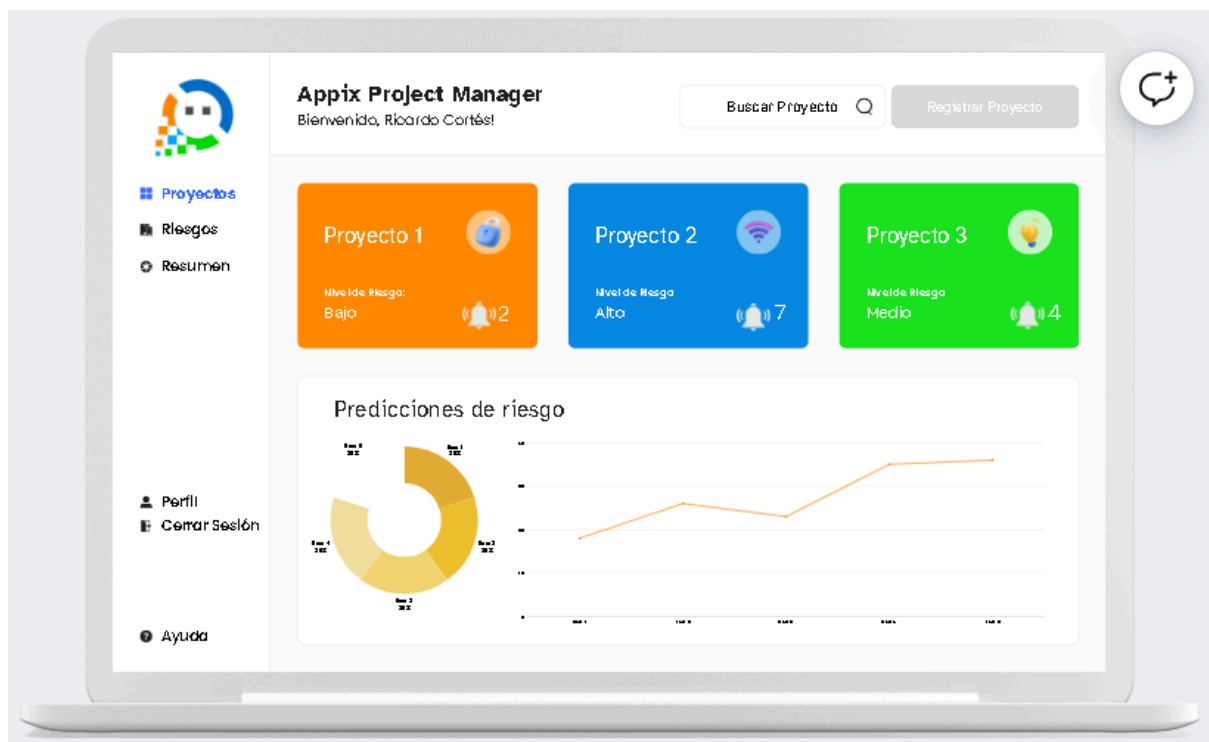 Appix Project Manager
Bienvenido, Ricardo Cortés!
Buscar Proyecto
Registrar Proyecto
Proyectos
Riesgos
Resumen
Perfil
Cerrar Sesión
Ayuda
Proyecto 1
Nivel de Riesgo:
Bajo
2
Proyecto 2
Nivel de Riesgo
Alto
7
Proyecto 3
Nivel de Riesgo
Medio
4
Predicciones de riesgo